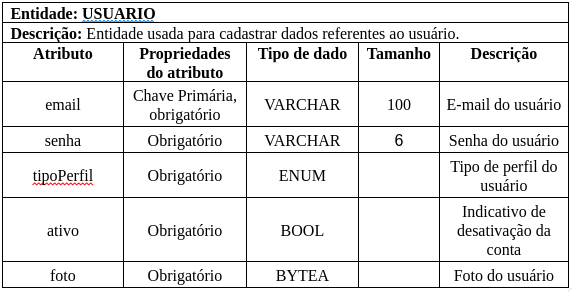 Entidade: USUARIO
Descrição: Entidade usada para cadastrar dados referentes ao usuário.
Atributo Propriedades do atributo Tipo de dado Tamanho Descrição
email Chave Primária, obrigatório VARCHAR 100 E-mail do usuário
senha Obrigatório VARCHAR 6 Senha do usuário
tipoPerfil Obrigatório ENUM Tipo de perfil do usuário
ativo Obrigatório BOOL Indicativo de desativação da conta
foto Obrigatório BYTEA Foto do usuário